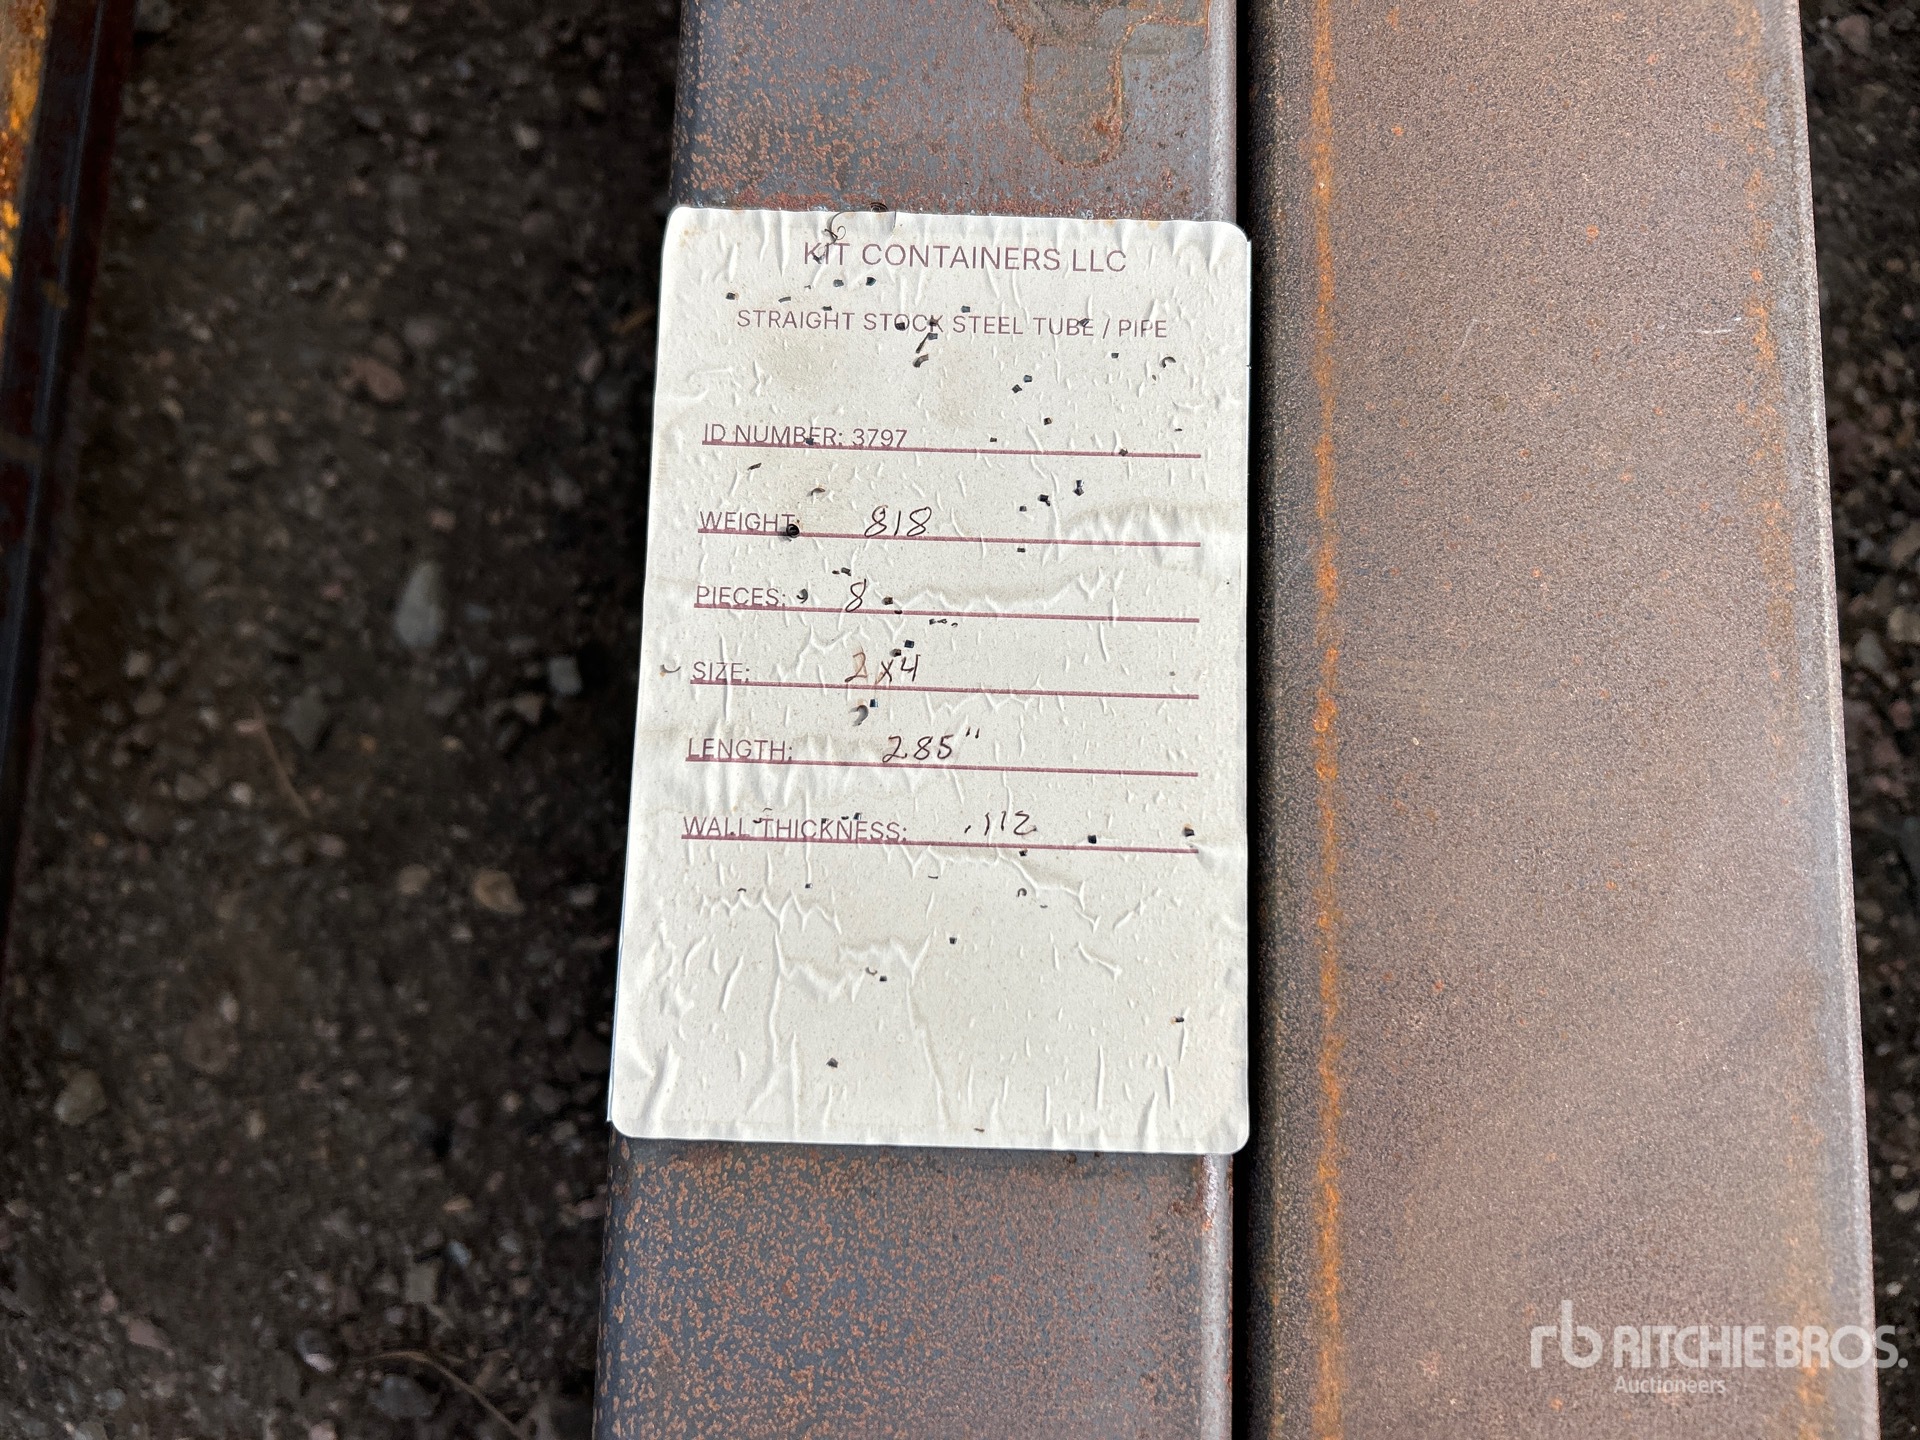 KIT CONTAINERS LLC
STRAIGHT STOCK STEEL TUBE / PIPE
ID NUMBER: 3797
WEIGHT: 818
PIECES: 8
SIZE: 2x4
LENGTH: 285"
WALL THICKNESS: .112
rb RITCHIE BROS.
Auctioneers